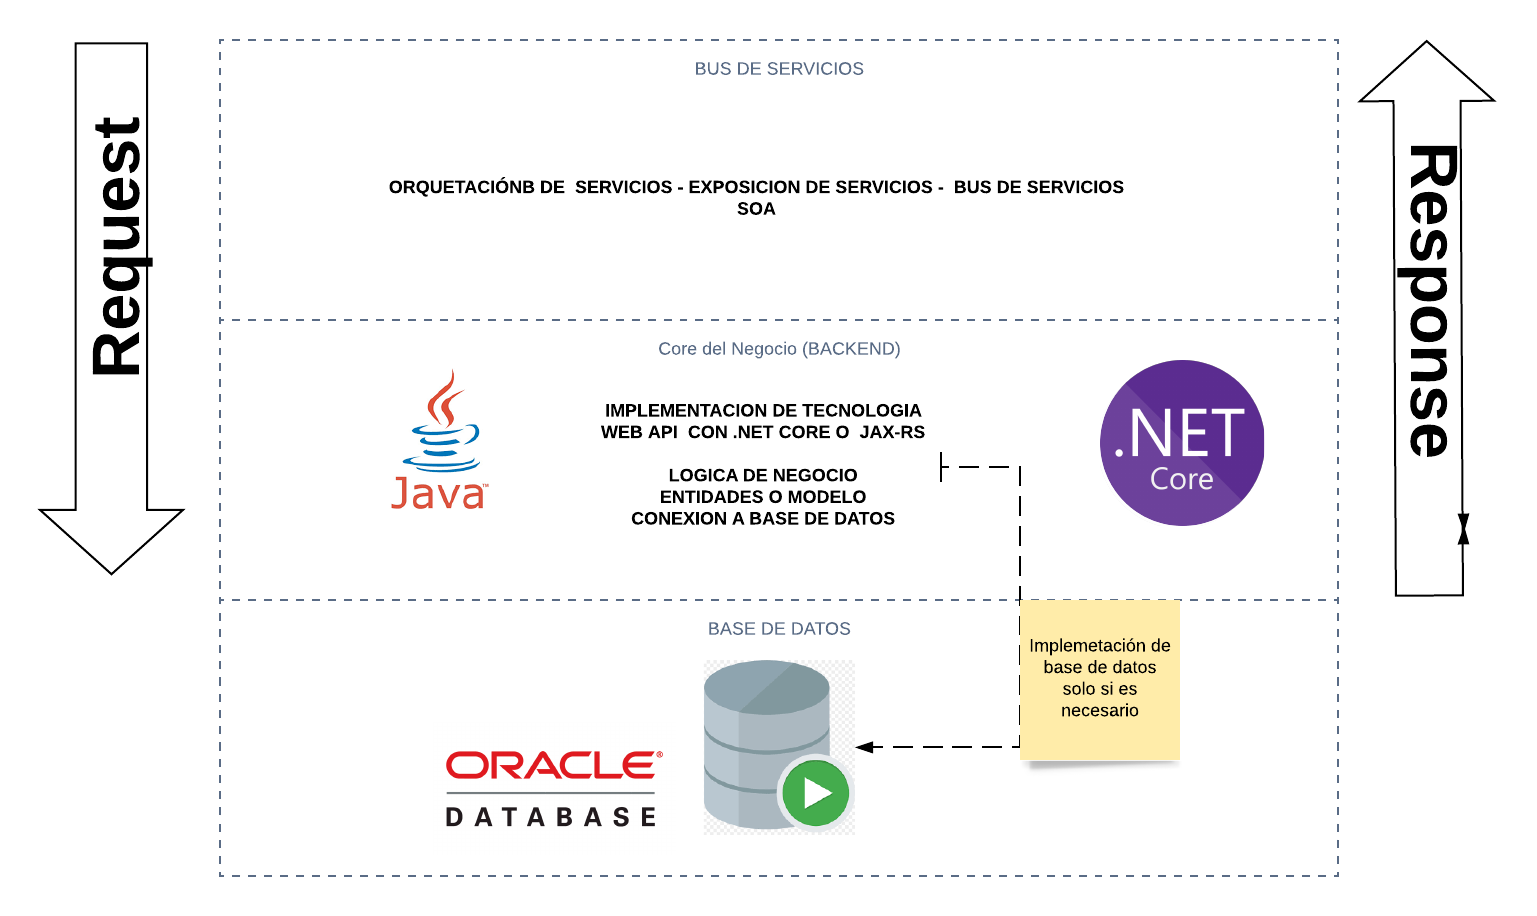 Request
BUS DE SERVICIOS
ORQUETACIÓNB DE  SERVICIOS - EXPOSICION DE SERVICIOS -  BUS DE SERVICIOS
SOA
Response
Core del Negocio (BACKEND)
Java™
IMPLEMENTACION DE TECNOLOGIA
WEB API  CON .NET CORE O  JAX-RS
LOGICA DE NEGOCIO
ENTIDADES O MODELO
CONEXION A BASE DE DATOS
.NET
Core
BASE DE DATOS
ORACLE®
DATABASE
Implemetación de
base de datos
solo si es
necesario